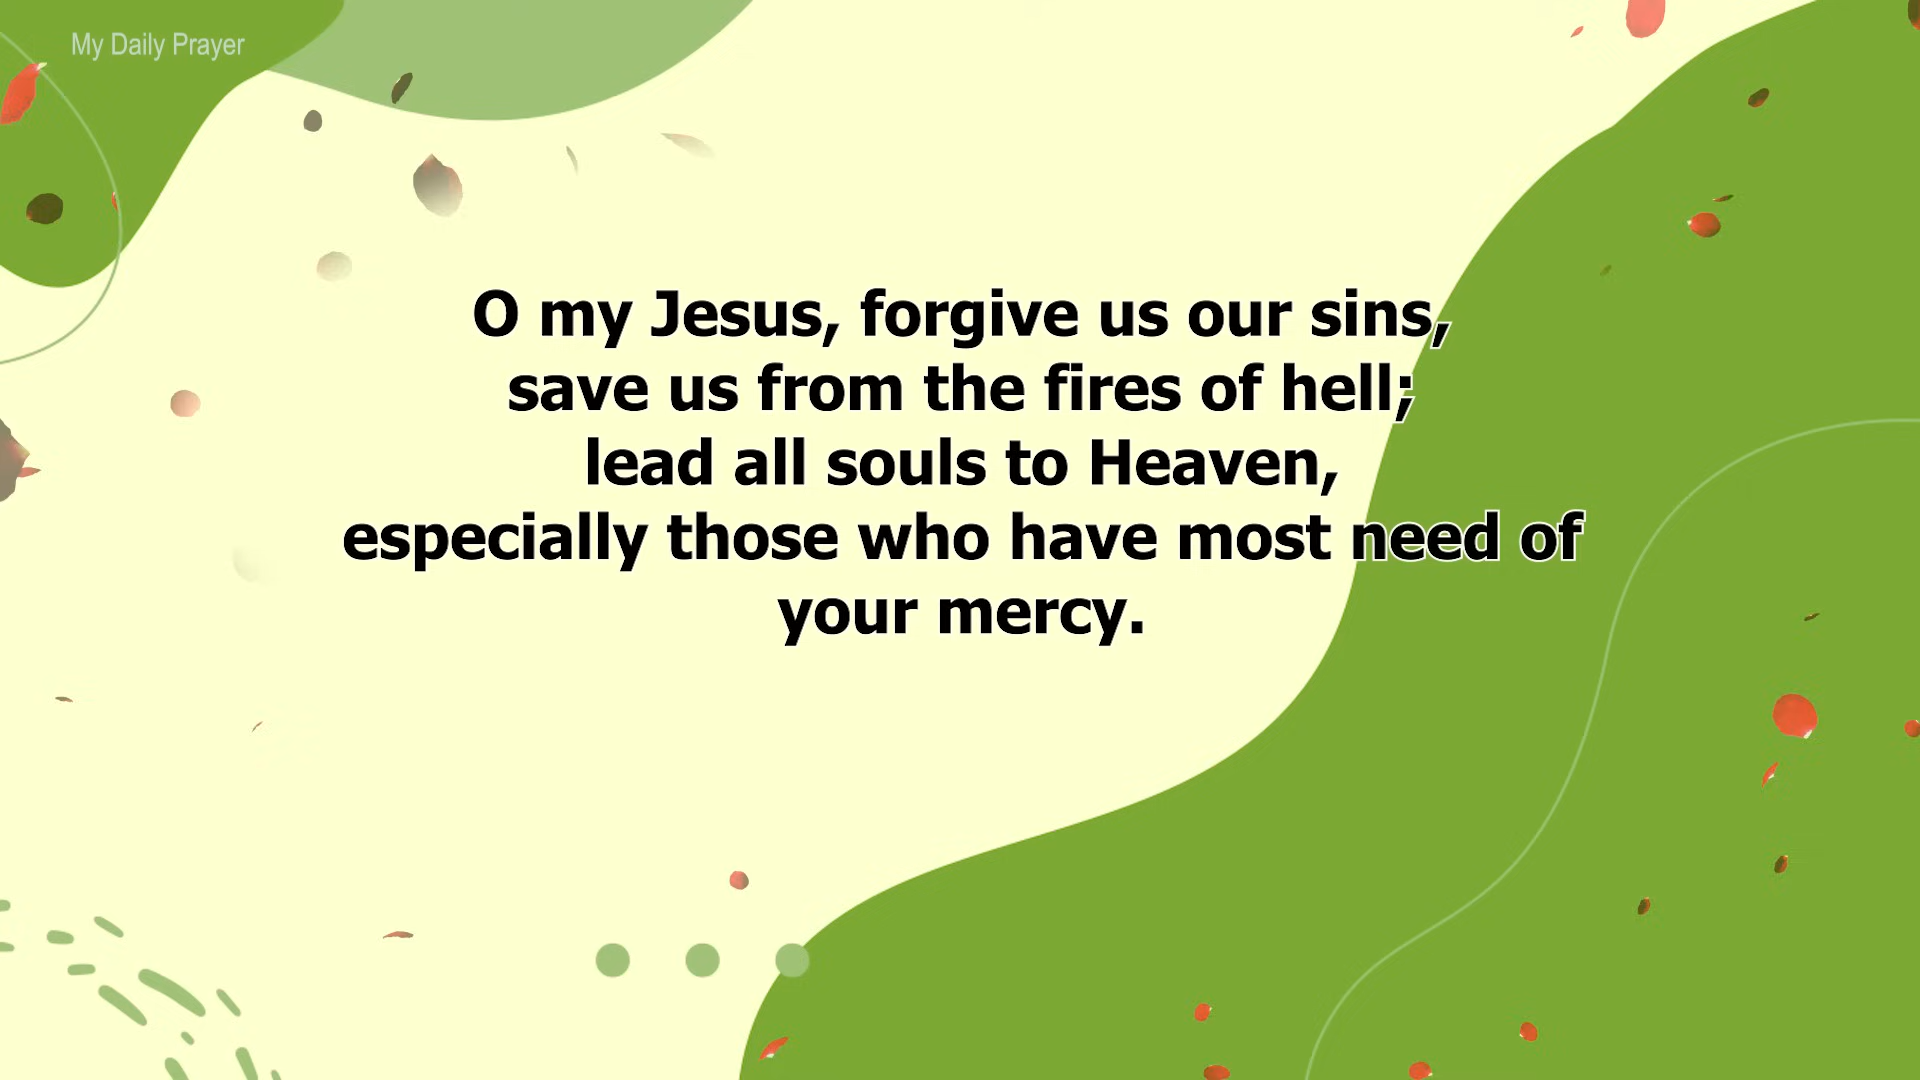 My Daily Prayer
O my Jesus, forgive us our sins,
save us from the fires of hell;
lead all souls to Heaven,
especially those who have most need of
your mercy.